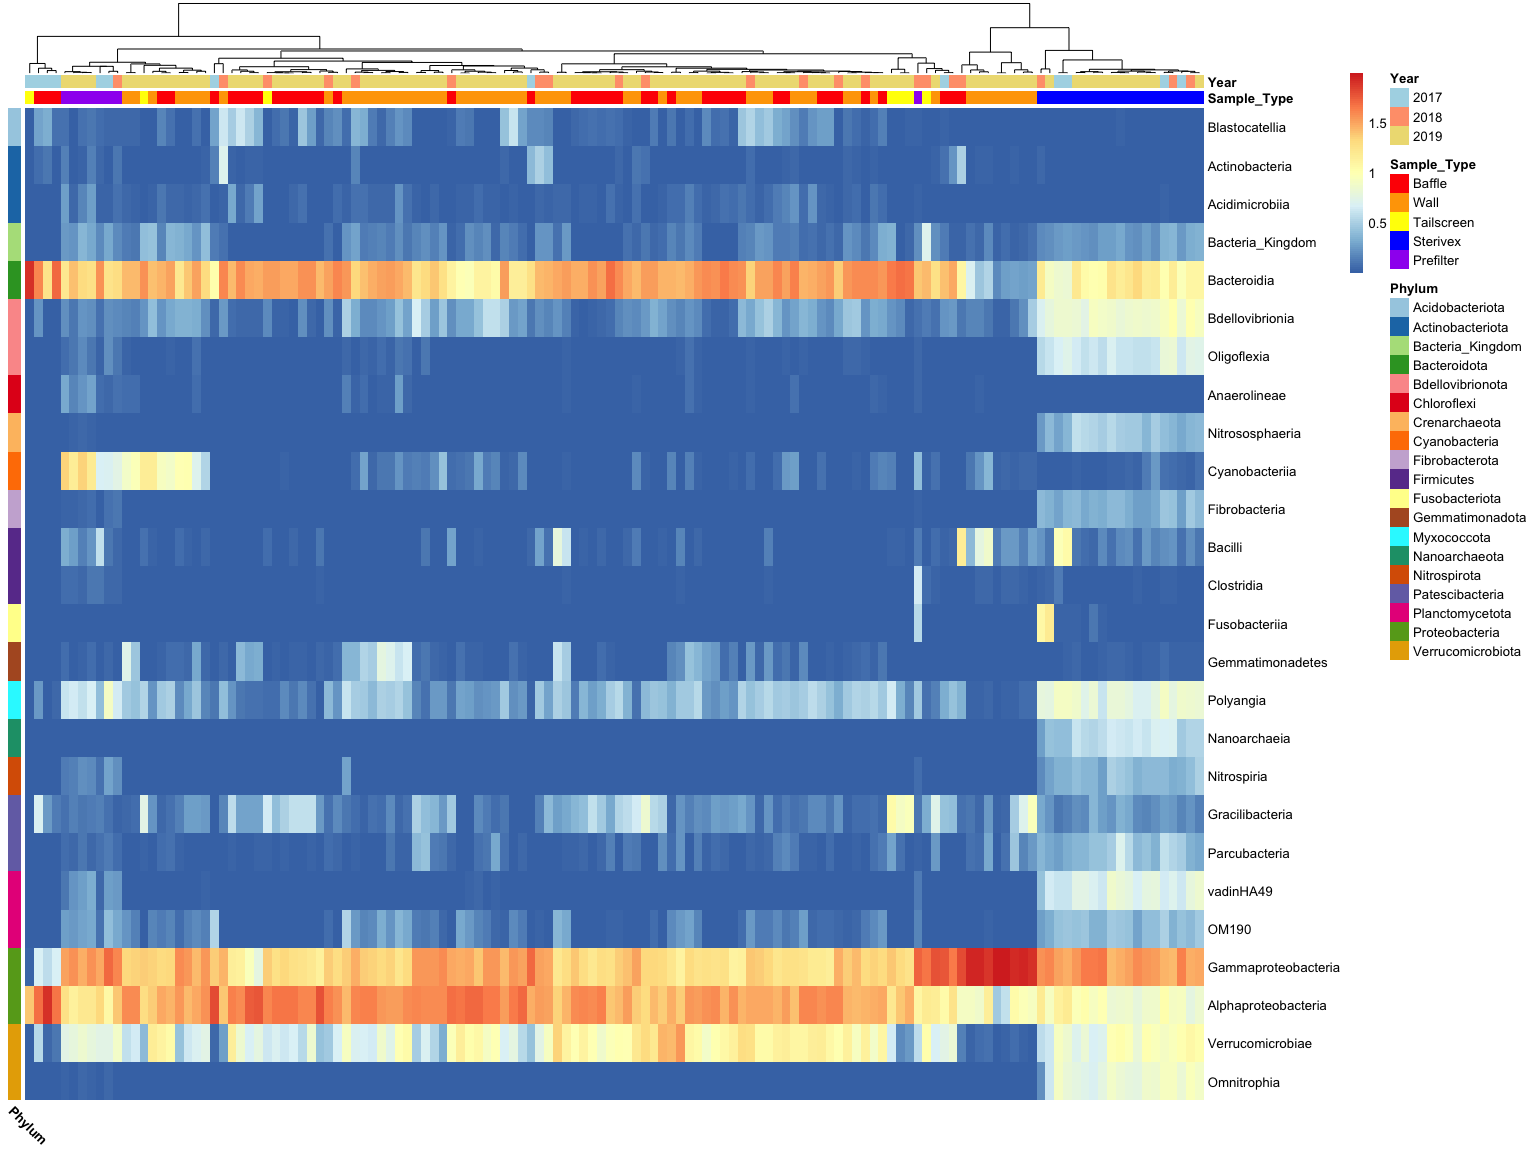 Year
Sample_Type
Blastocatellia
Actinobacteria
Acidimicrobiia
Bacteria_Kingdom
Bacteroidia
Bdellovibrionia
Oligoflexia
Anaerolineae
Nitrososphaeria
Cyanobacteriia
Fibrobacteria
Bacilli
Clostridia
Fusobacteriia
Gemmatimonadetes
Polyangia
Nanoarchaeia
Nitrospiria
Gracilibacteria
Parcubacteria
vadinHA49
OM190
Gammaproteobacteria
Alphaproteobacteria
Verrucomicrobiae
Omnitrophia
Phylum
1.5
1
0.5
Year
2017
2018
2019
Sample_Type
Baffle
Wall
Tailscreen
Sterivex
Prefilter
Phylum
Acidobacteriota
Actinobacteriota
Bacteria_Kingdom
Bacteroidota
Bdellovibrionota
Chloroflexi
Crenarchaeota
Cyanobacteria
Fibrobacterota
Firmicutes
Fusobacteriota
Gemmatimonadota
Myxococcota
Nanoarchaeota
Nitrospirota
Patescibacteria
Planctomycetota
Proteobacteria
Verrucomicrobiota